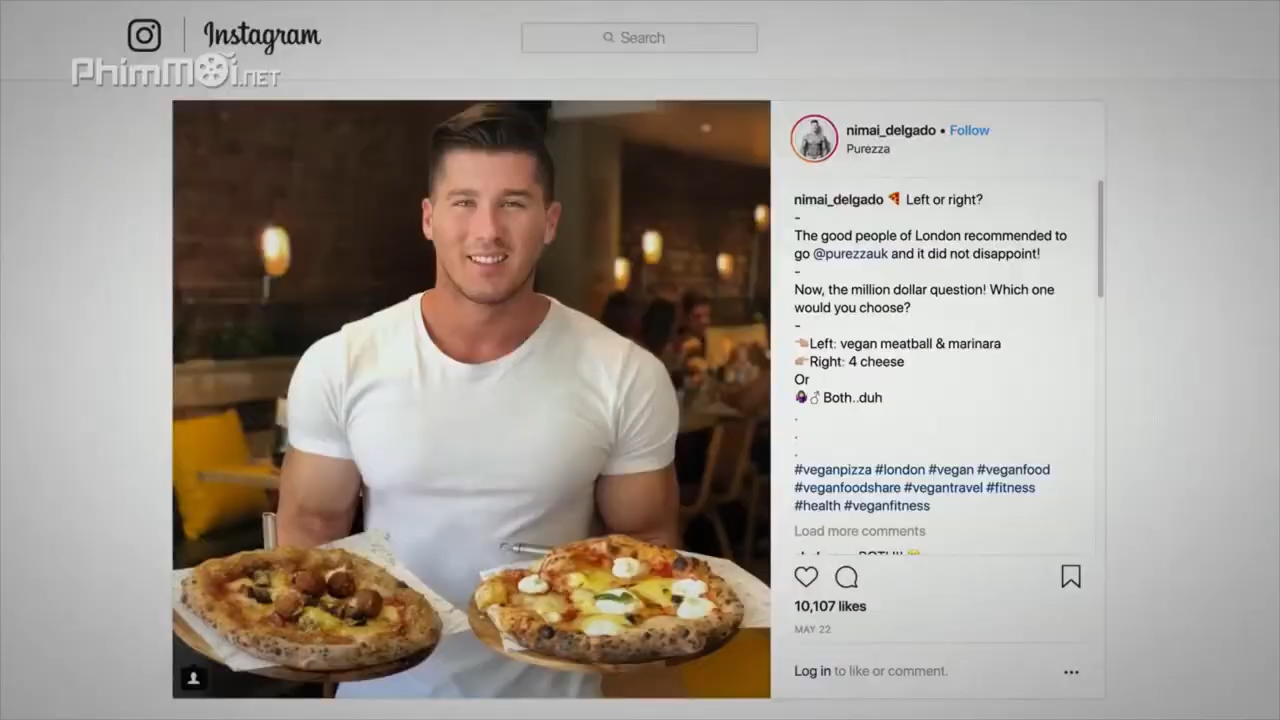 Instagram
Search
PhimMoi.NET
nimai_delgado • Follow
Purezza
nimai_delgado 🍕 Left or right?
-
The good people of London recommended to
go @purezzauk and it did not disappoint!
-
Now, the million dollar question! Which one
would you choose?
-
👈🏼Left: vegan meatball & marinara
👉🏼Right: 4 cheese
Or
🤷🏻‍♂Both..duh
.
.
.
#veganpizza #london #vegan #veganfood
#veganfoodshare #vegantravel #fitness
#health #veganfitness
Load more comments
10,107 likes
MAY 22
Log in to like or comment.